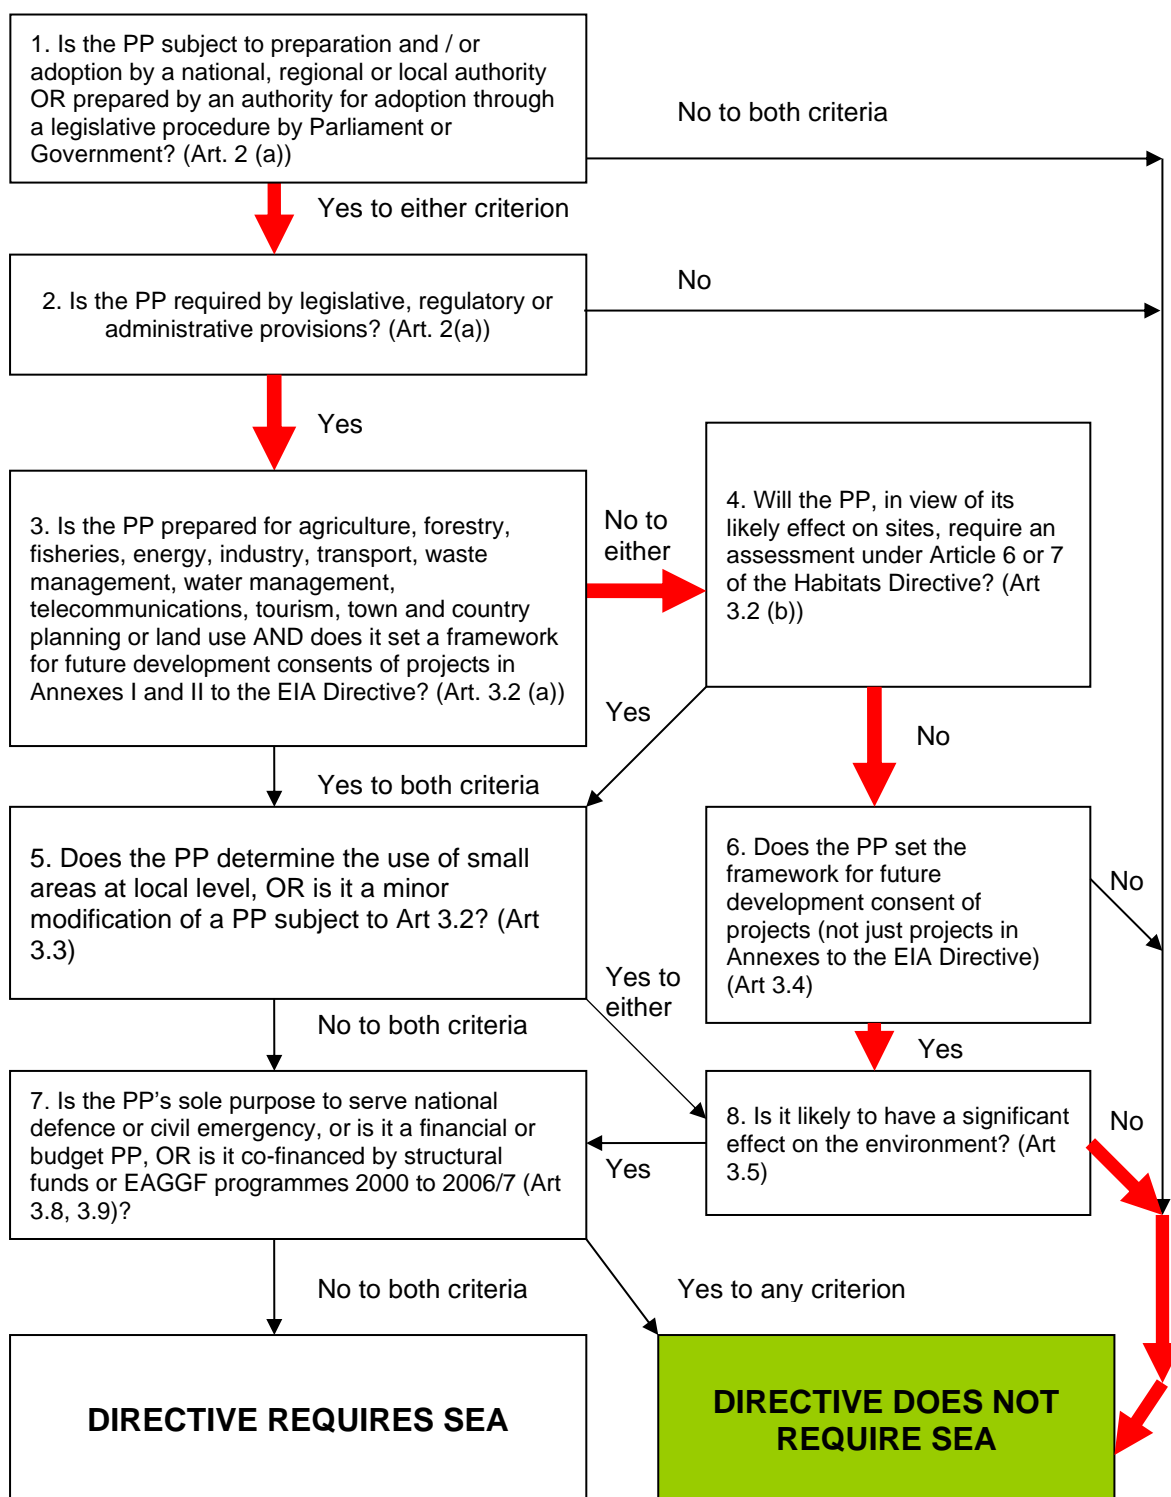 1. Is the PP subject to preparation and / or
adoption by a national, regional or local authority
OR prepared by an authority for adoption through
a legislative procedure by Parliament or
Government? (Art. 2 (a))
No to both criteria
Yes to either criterion
2. Is the PP required by legislative, regulatory or
administrative provisions? (Art. 2(a))
No
Yes
3. Is the PP prepared for agriculture, forestry,
fisheries, energy, industry, transport, waste
management, water management,
telecommunications, tourism, town and country
planning or land use AND does it set a framework
for future development consents of projects in
Annexes I and II to the EIA Directive? (Art. 3.2 (a))
No to
either
4. Will the PP, in view of its
likely effect on sites, require an
assessment under Article 6 or 7
of the Habitats Directive? (Art
3.2 (b))
Yes
No
Yes to both criteria
5. Does the PP determine the use of small
areas at local level, OR is it a minor
modification of a PP subject to Art 3.2? (Art
3.3)
6. Does the PP set the
framework for future
development consent of
projects (not just projects in
Annexes to the EIA Directive)
(Art 3.4)
No
Yes to
either
No to both criteria
Yes
7. Is the PP’s sole purpose to serve national
defence or civil emergency, or is it a financial or
budget PP, OR is it co-financed by structural
funds or EAGGF programmes 2000 to 2006/7 (Art
3.8, 3.9)?
Yes
8. Is it likely to have a significant
effect on the environment? (Art
3.5)
No
No to both criteria
Yes to any criterion
DIRECTIVE REQUIRES SEA
DIRECTIVE DOES NOT
REQUIRE SEA